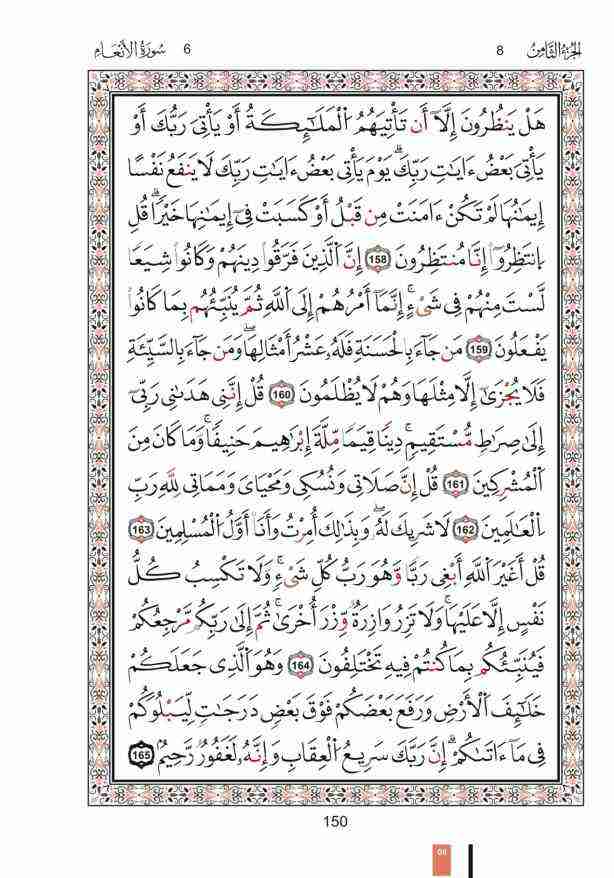 الجزء الثامن 8 6 سورة الأنعام
هَلْ يَنظُرُونَ إِلَّآ أَن تَأْتِيَهُمُ ٱلْمَلَٰٓئِكَةُ أَوْ يَأْتِىَ رَبُّكَ أَوْ
يَأْتِىَ بَعْضُ ءَايَٰتِ رَبِّكَ ۗ يَوْمَ يَأْتِى بَعْضُ ءَايَٰتِ رَبِّكَ لَا يَنفَعُ نَفْسًا
إِيمَٰنُهَا لَمْ تَكُنْ ءَامَنَتْ مِن قَبْلُ أَوْ كَسَبَتْ فِىٓ إِيمَٰنِهَا خَيْرًا ۗ قُلِ
ٱنتَظِرُوٓا۟ إِنَّا مُنتَظِرُونَ 158 إِنَّ ٱلَّذِينَ فَرَّقُوا۟ دِينَهُمْ وَكَانُوا۟ شِيَعًا
لَّسْتَ مِنْهُمْ فِى شَىْءٍ ۚ إِنَّمَآ أَمْرُهُمْ إِلَى ٱللَّهِ ثُمَّ يُنَبِّئُهُم بِمَا كَانُوا۟
يَفْعَلُونَ 159 مَن جَآءَ بِٱلْحَسَنَةِ فَلَهُۥ عَشْرُ أَمْثَالِهَا ۖ وَمَن جَآءَ بِٱلسَّيِّئَةِ
فَلَا يُجْزَىٰٓ إِلَّا مِثْلَهَا وَهُمْ لَا يُظْلَمُونَ 160 قُلْ إِنَّنِى هَدَىٰنِى رَبِّىٓ
إِلَىٰ صِرَٰطٍ مُّسْتَقِيمٍ ۚ دِينًا قِيَمًا مِّلَّةَ إِبْرَٰهِيمَ حَنِيفًا ۚ وَمَا كَانَ مِنَ
ٱلْمُشْرِكِينَ 161 قُلْ إِنَّ صَلَاتِى وَنُسُكِى وَمَحْيَاىَ وَمَمَاتِى لِلَّهِ رَبِّ
ٱلْعَٰلَمِينَ 162 لَا شَرِيكَ لَهُۥ ۖ وَبِذَٰلِكَ أُمِرْتُ وَأَنَا۠ أَوَّلُ ٱلْمُسْلِمِينَ 163
قُلْ أَغَيْرَ ٱللَّهِ أَبْغِى رَبًّا وَهُوَ رَبُّ كُلِّ شَىْءٍ ۚ وَلَا تَكْسِبُ كُلُّ
نَفْسٍ إِلَّا عَلَيْهَا ۚ وَلَا تَزِرُ وَازِرَةٌ وِزْرَ أُخْرَىٰ ۚ ثُمَّ إِلَىٰ رَبِّكُم مَّرْجِعُكُمْ
فَيُنَبِّئُكُم بِمَا كُنتُمْ فِيهِ تَخْتَلِفُونَ 164 وَهُوَ ٱلَّذِى جَعَلَكُمْ
خَلَٰٓئِفَ ٱلْأَرْضِ وَرَفَعَ بَعْضَكُمْ فَوْقَ بَعْضٍ دَرَجَٰتٍ لِّيَبْلُوَكُمْ
فِى مَآ ءَاتَىٰكُمْ ۗ إِنَّ رَبَّكَ سَرِيعُ ٱلْعِقَابِ وَإِنَّهُۥ لَغَفُورٌ رَّحِيمٌۢ 165
150